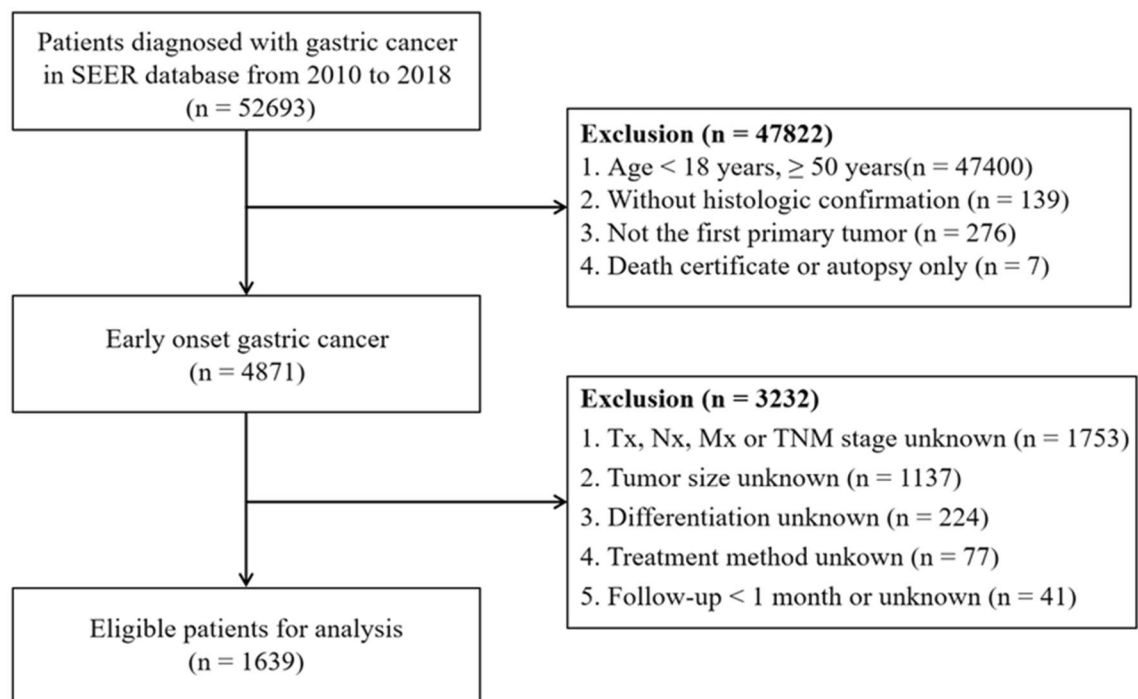 Patients diagnosed with gastric cancer
in SEER database from 2010 to 2018
(n = 52693)
Exclusion (n = 47822)
1. Age < 18 years, ≥ 50 years(n = 47400)
2. Without histologic confirmation (n = 139)
3. Not the first primary tumor (n = 276)
4. Death certificate or autopsy only (n = 7)
Early onset gastric cancer
(n = 4871)
Exclusion (n = 3232)
1. Tx, Nx, Mx or TNM stage unknown (n = 1753)
2. Tumor size unknown (n = 1137)
3. Differentiation unknown (n = 224)
4. Treatment method unkown (n = 77)
5. Follow-up < 1 month or unknown (n = 41)
Eligible patients for analysis
(n = 1639)